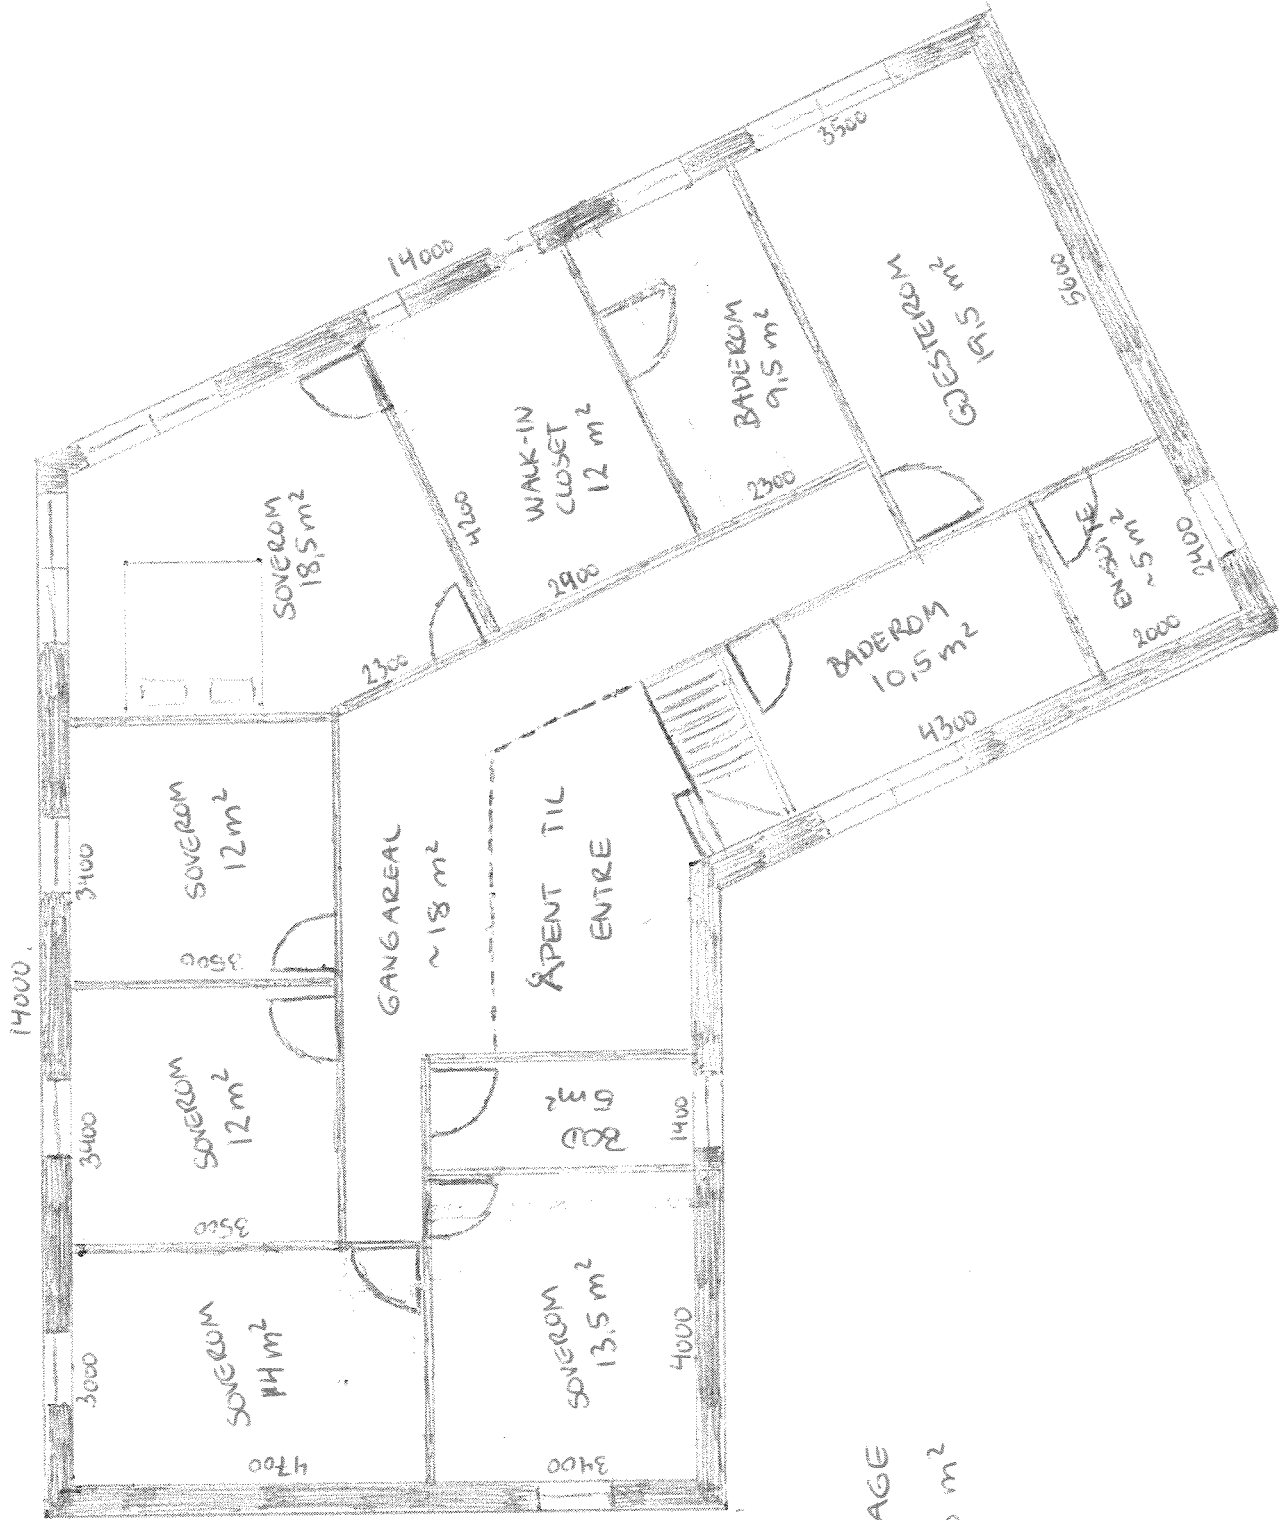 14000
3500
5600
GJESTEROM
19,5 m²
BADEROM
9,5 m²
2300
WALK-IN
CLOSET
12 m²
4200
2900
SOVEROM
18,5 m²
2300
EN-SUITE
~5 m²
2400
2000
BADEROM
10,5 m²
4300
SOVEROM
12 m²
3400
3500
14000.
GANGAREAL
~18 m²
ÅPENT TIL
ENTRE
SOVEROM
12 m²
3400
3500
BOD
5 m²
1400
SOVEROM
14 m²
3000
4700
SOVEROM
13,5 m²
4000
3400
AGE
m²